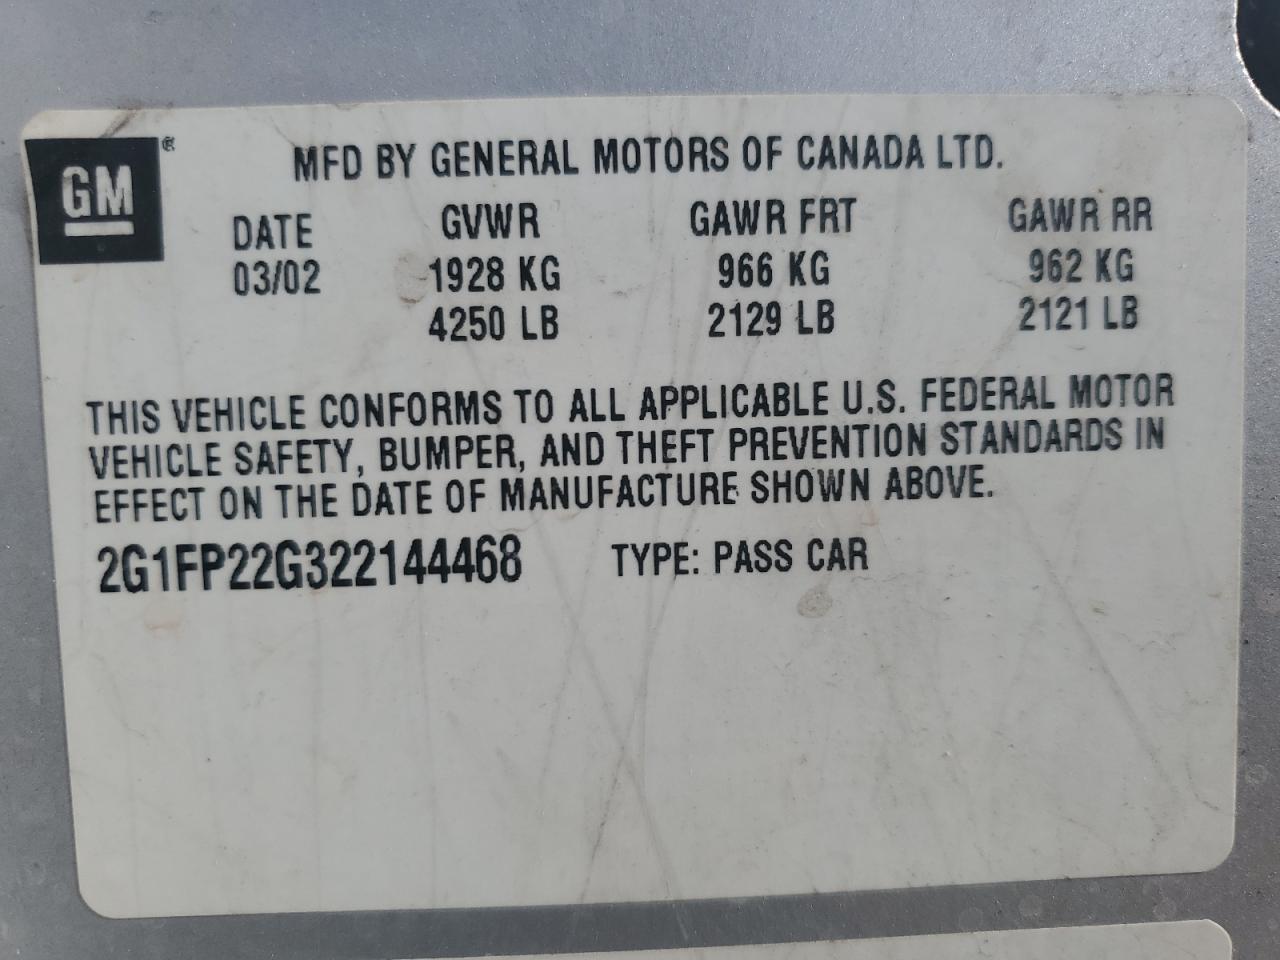 GM ®
MFD BY GENERAL MOTORS OF CANADA LTD.
DATE GVWR GAWR FRT GAWR RR
03/02 1928 KG 966 KG 962 KG
4250 LB 2129 LB 2121 LB
THIS VEHICLE CONFORMS TO ALL APPLICABLE U.S. FEDERAL MOTOR
VEHICLE SAFETY, BUMPER, AND THEFT PREVENTION STANDARDS IN
EFFECT ON THE DATE OF MANUFACTURE SHOWN ABOVE.
2G1FP22G322144468 TYPE: PASS CAR